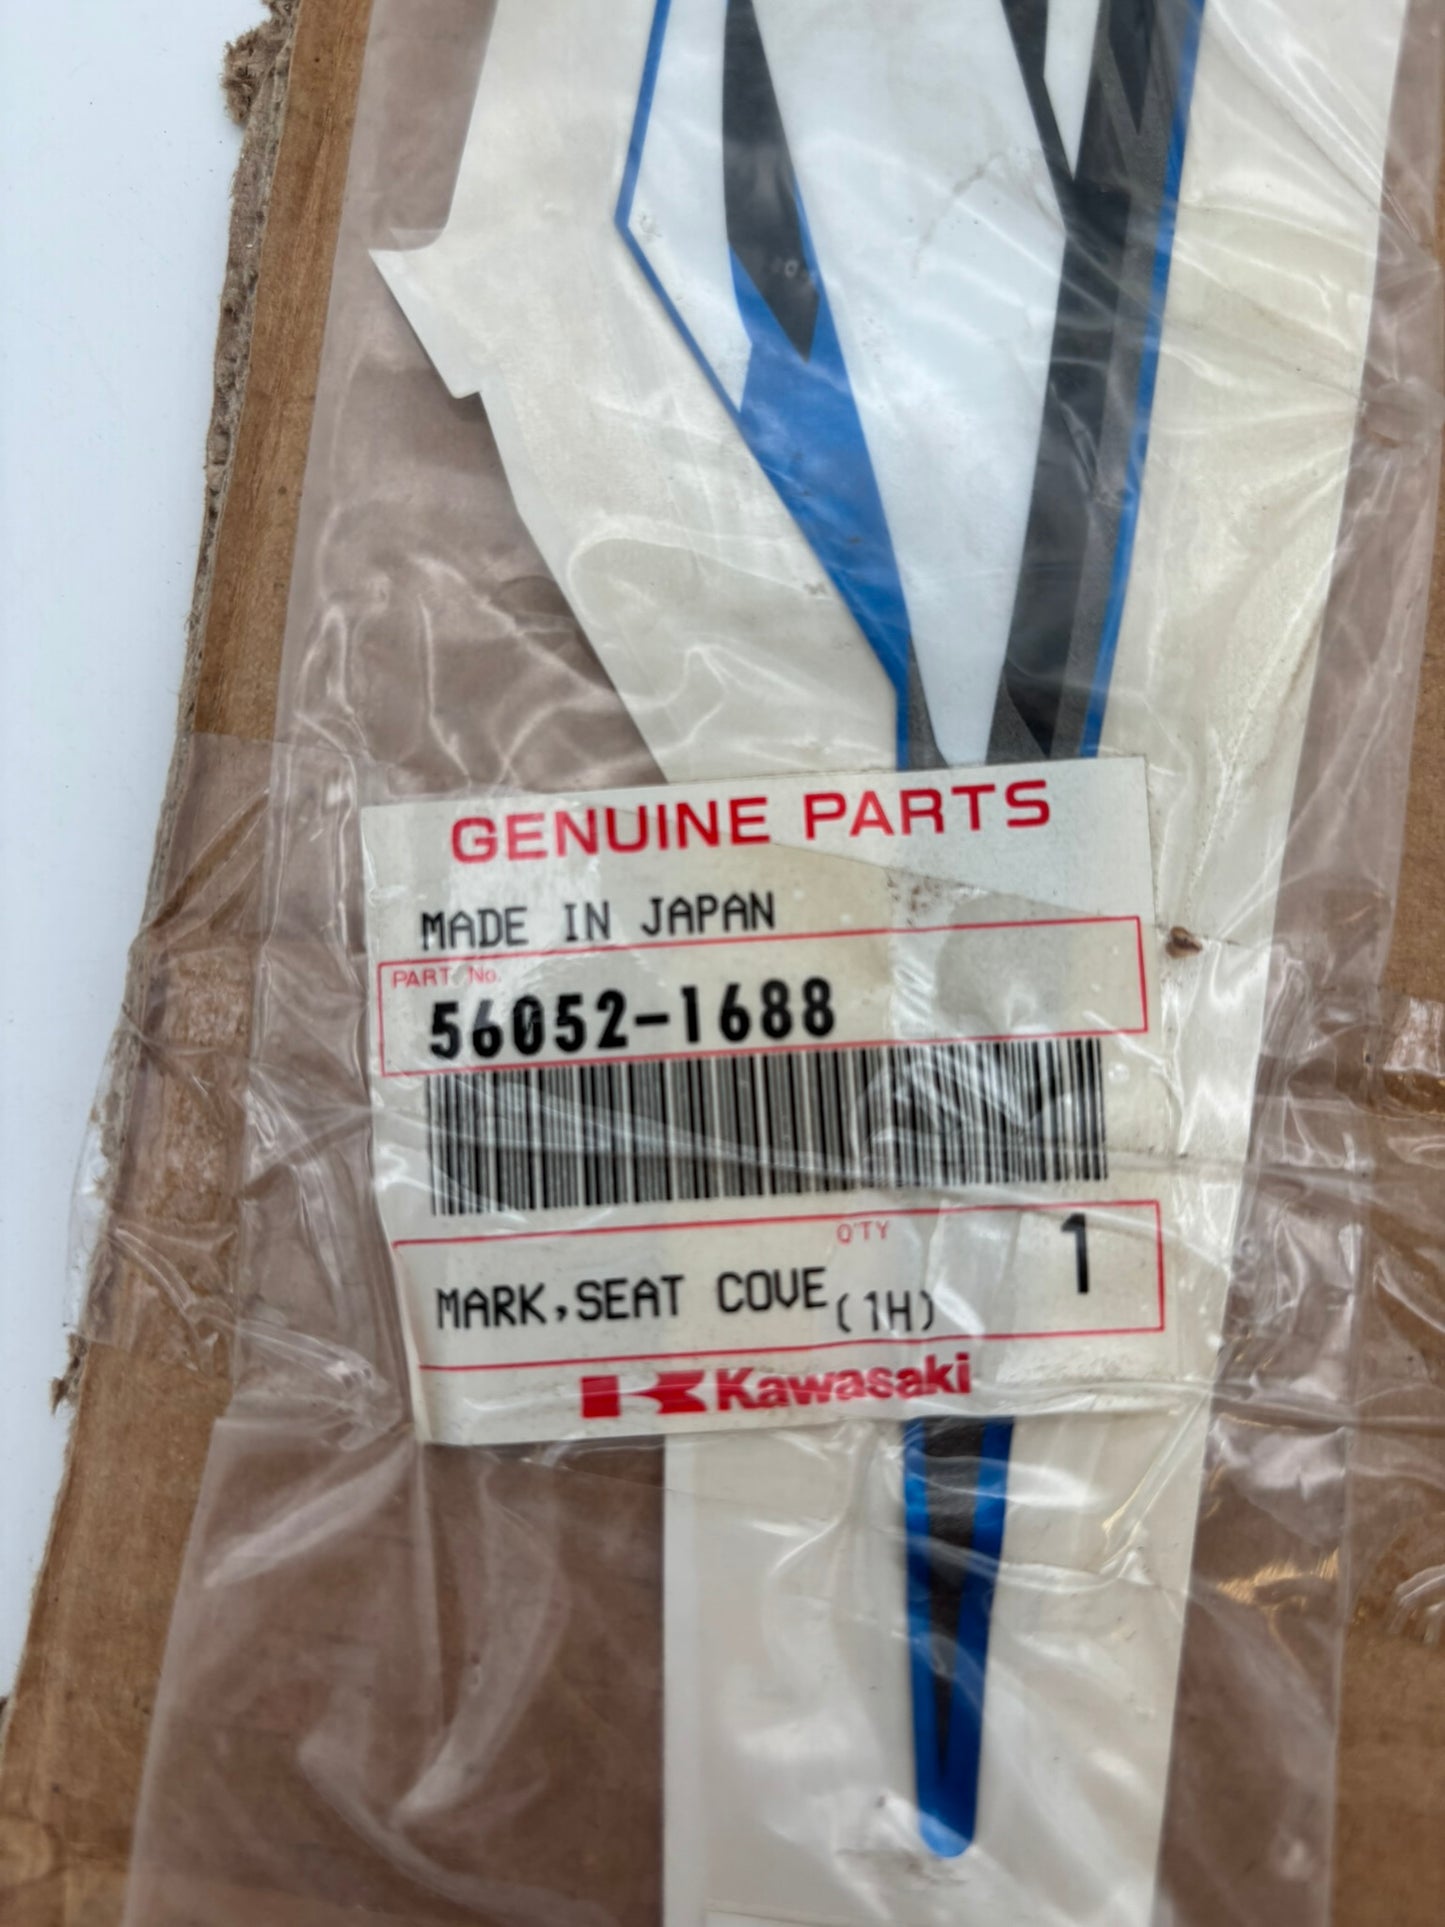 GENUINE PARTS
MADE IN JAPAN
PART No.
56052-1688
Q'TY
1
MARK,SEAT COVE(1H)
Kawasaki